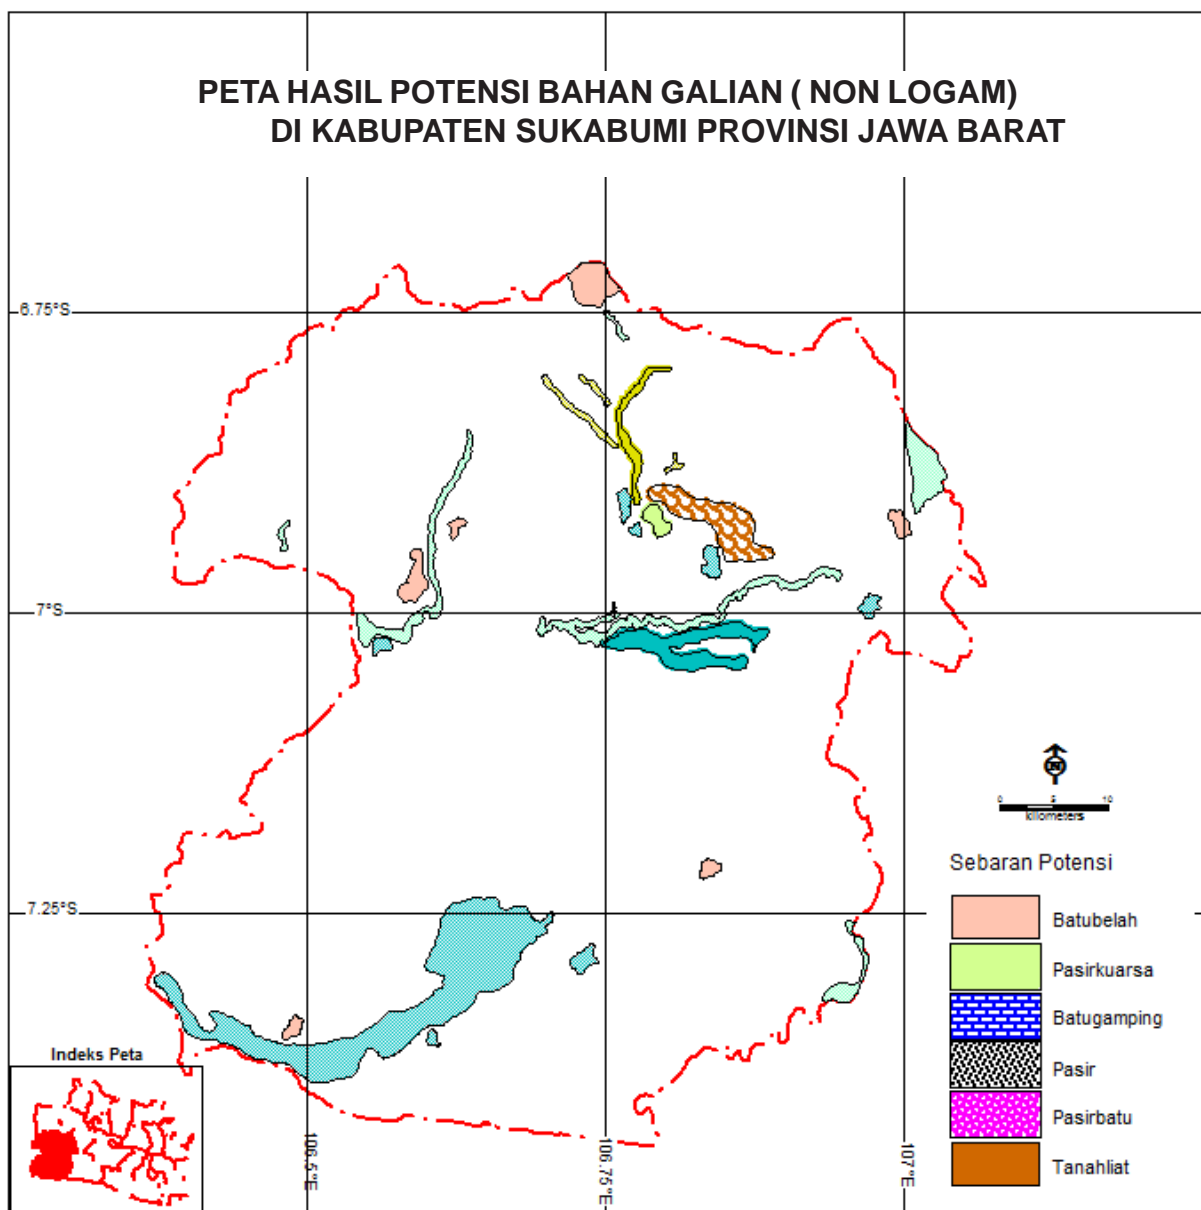 PETA HASIL POTENSI BAHAN GALIAN ( NON LOGAM)
DI KABUPATEN SUKABUMI PROVINSI JAWA BARAT
6.75°S
7°S
7.25°S
106.5°E
106.75°E
107°E
0 5 10
kilometers
Sebaran Potensi
Batubelah
Pasirkuarsa
Batugamping
Pasir
Pasirbatu
Tanahliat
Indeks Peta